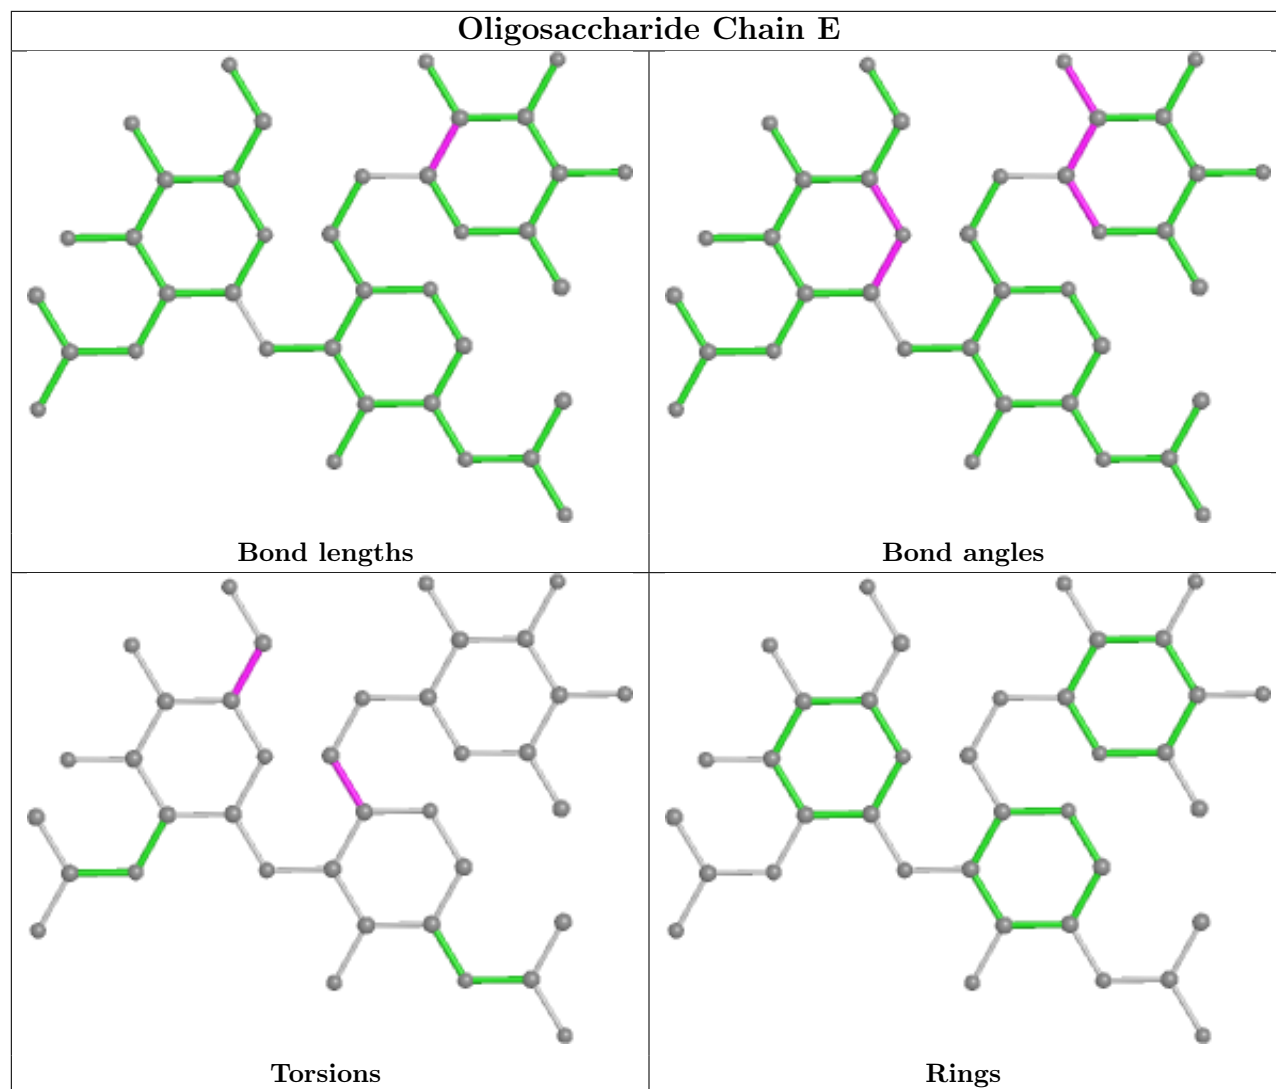 Oligosaccharide Chain E
Bond lengths
Bond angles
Torsions
Rings